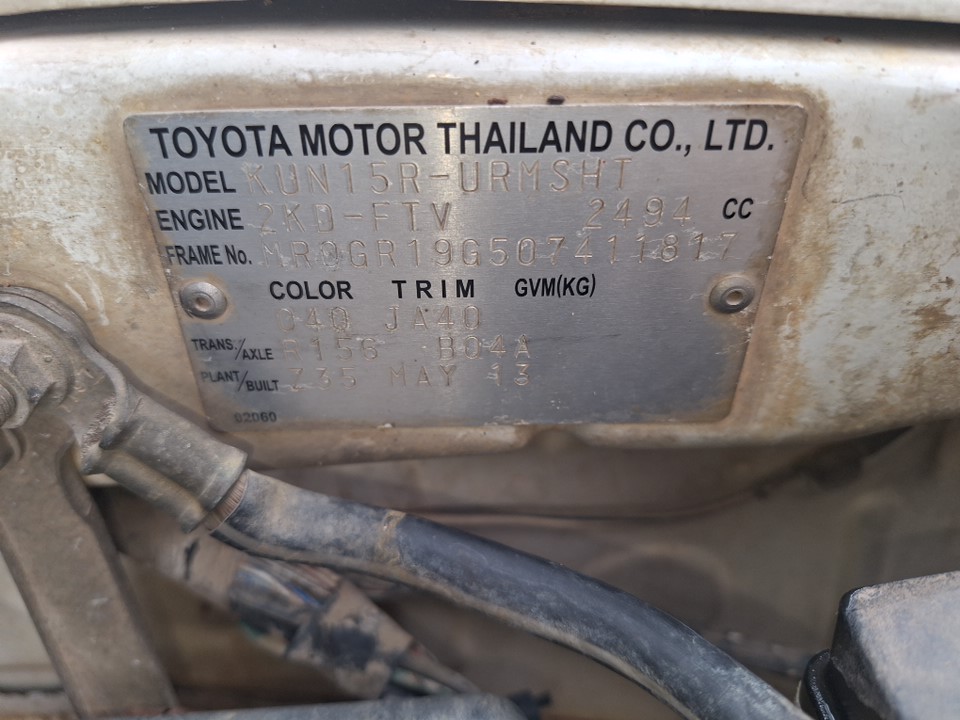 TOYOTA MOTOR THAILAND CO., LTD.
MODEL KUN15R-URMSHT
ENGINE 2KD-FTV 2494 CC
FRAME No. MR0GR19G507411817
COLOR TRIM GVM(KG)
040 JA40
TRANS./AXLE R156 B04A
PLANT/BUILT Z35 MAY 13
02060